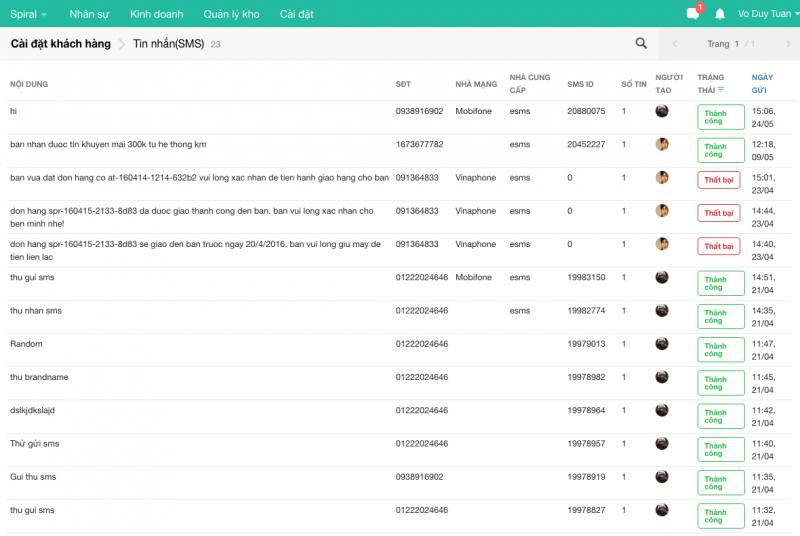 Spiral Nhân sự Kinh doanh Quản lý kho Cài đặt 1 Vo Duy Tuan
Cài đặt khách hàng Tin nhắn(SMS) 23 Trang 1 / 1
NỘI DUNG SĐT NHÀ MẠNG NHÀ CUNG CẤP SMS ID SỐ TIN NGƯỜI TẠO TRẠNG THÁI NGÀY GỬI
hi 0938916902 Mobifone esms 20880075 1 Thành công 15:06, 24/05
ban nhan duoc tin khuyen mai 300k tu he thong km 1673677782 esms 20452227 1 Thành công 12:18, 09/05
ban vua dat don hang co at-160414-1214-632b2 vui long xac nhan de tien hanh giao hang cho ban 091364833 Vinaphone esms 0 1 Thất bại 15:01, 23/04
don hang spr-160415-2133-8d83 da duoc giao thanh cong den ban. ban vui long xac nhan cho
ben minh nhe! 091364833 Vinaphone esms 0 1 Thất bại 14:44, 23/04
don hang spr-160415-2133-8d83 se giao den ban truoc ngay 20/4/2016. ban vui long giu may de
tien lien lac 091364833 Vinaphone esms 0 1 Thất bại 14:40, 23/04
thu gui sms 01222024646 Mobifone esms 19983150 1 Thành công 14:51, 21/04
thu nhan sms 01222024646 esms 19982774 1 Thành công 14:35, 21/04
Random 01222024646 19979013 1 Thành công 11:47, 21/04
thu brandname 01222024646 19978982 1 Thành công 11:45, 21/04
dslkjdkslajd 01222024646 19978964 1 Thành công 11:42, 21/04
Thử gửi sms 01222024646 19978957 1 Thành công 11:40, 21/04
Gui thu sms 0938916902 19978919 1 Thành công 11:35, 21/04
thu gui sms 01222024646 19978827 1 Thành công 11:32, 21/04